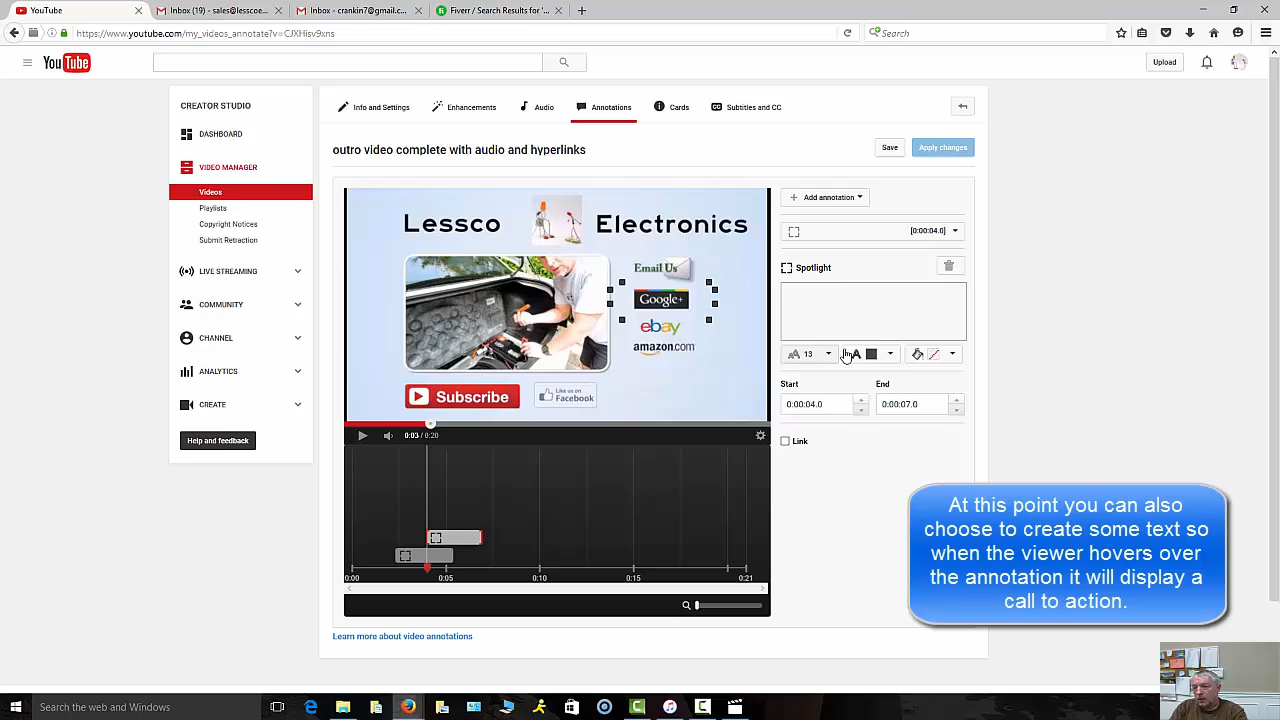 YouTube
Inbox (19) - sales@lesscoe...
Inbox - crankin7@gmail.c...
Fiverr / Search Results for '...
https://www.youtube.com/my_videos_annotate?v=CJXHisv9xns
Search
YouTube
Upload
CREATOR STUDIO
DASHBOARD
VIDEO MANAGER
Videos
Playlists
Copyright Notices
Submit Retraction
LIVE STREAMING
COMMUNITY
CHANNEL
ANALYTICS
CREATE
Help and feedback
Info and Settings
Enhancements
Audio
Annotations
Cards
Subtitles and CC
outro video complete with audio and hyperlinks
Save
Apply changes
Lessco Electronics
Email Us
Google+
ebay
amazon.com
Subscribe
Like us on
Facebook
0:03 / 0:20
0:00 0:05 0:10 0:15 0:21
Learn more about video annotations
Add annotation
[0:00:04.0]
Spotlight
AA 13
A
Start End
0:00:04.0 0:00:07.0
Link
At this point you can also
choose to create some text so
when the viewer hovers over
the annotation it will display a
call to action.
Search the web and Windows